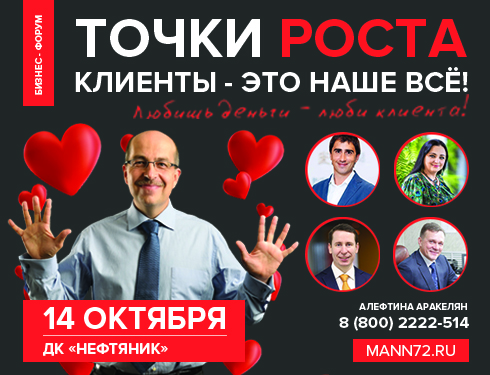 БИЗНЕС - ФОРУМ
ТОЧКИ РОСТА
КЛИЕНТЫ - ЭТО НАШЕ ВСЁ!
Любишь деньги - люби клиента!
14 ОКТЯБРЯ
ДК «НЕФТЯНИК»
АЛЕФТИНА АРАКЕЛЯН
8 (800) 2222-514
MANN72.RU